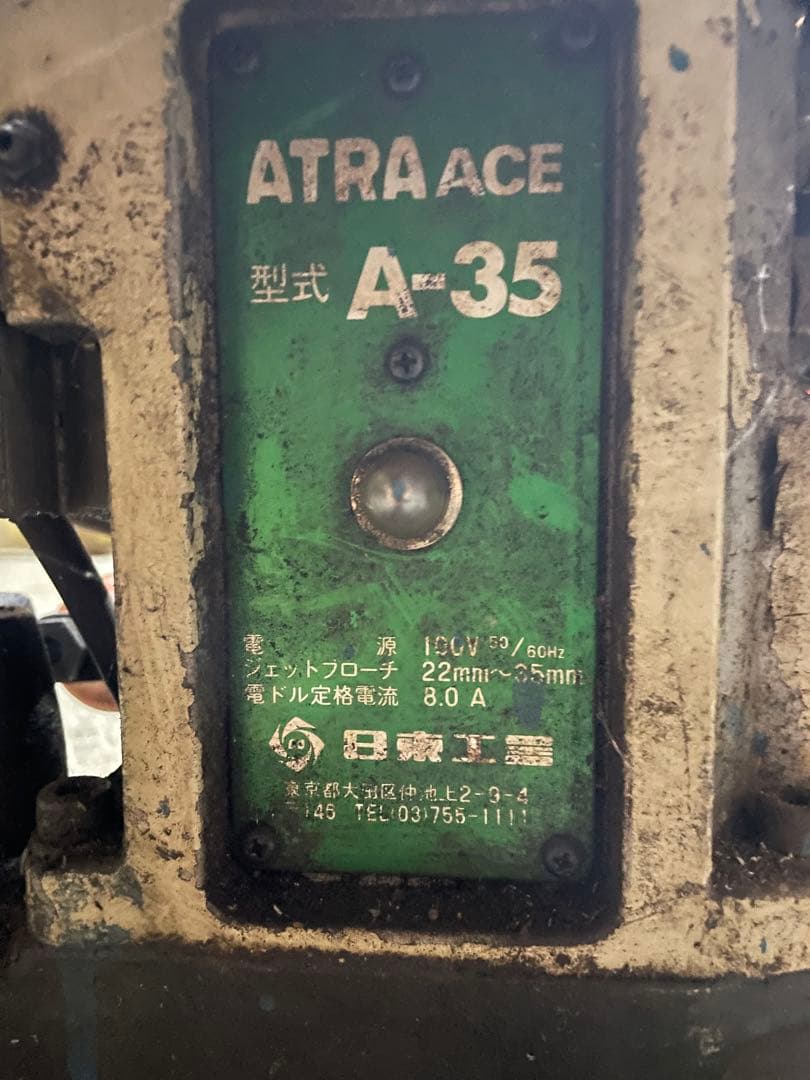 ATRA ACE
型式 A-35
電源 100V 50/60Hz
ジェットブローチ 22mm～35mm
電ドル定格電流 8.0 A
日東工器
東京都大田区仲池上2-9-4
146 TEL(03)755-1111